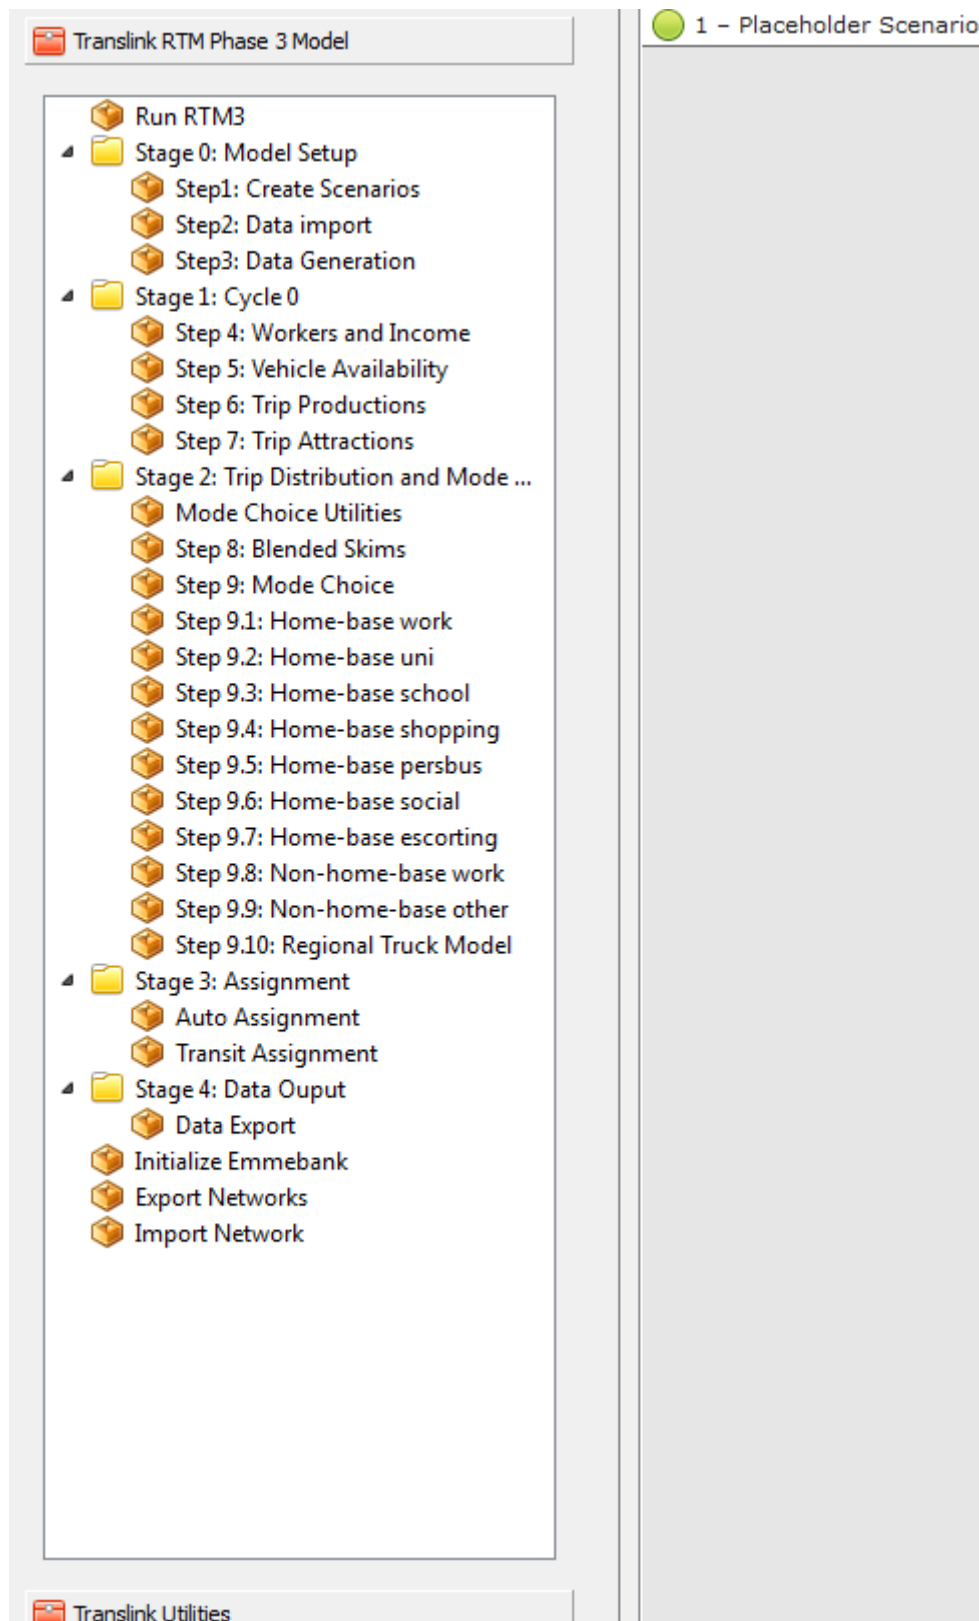 Translink RTM Phase 3 Model
1 – Placeholder Scenario
Run RTM3
Stage 0: Model Setup
Step1: Create Scenarios
Step2: Data import
Step3: Data Generation
Stage 1: Cycle 0
Step 4: Workers and Income
Step 5: Vehicle Availability
Step 6: Trip Productions
Step 7: Trip Attractions
Stage 2: Trip Distribution and Mode ...
Mode Choice Utilities
Step 8: Blended Skims
Step 9: Mode Choice
Step 9.1: Home-base work
Step 9.2: Home-base uni
Step 9.3: Home-base school
Step 9.4: Home-base shopping
Step 9.5: Home-base persbus
Step 9.6: Home-base social
Step 9.7: Home-base escorting
Step 9.8: Non-home-base work
Step 9.9: Non-home-base other
Step 9.10: Regional Truck Model
Stage 3: Assignment
Auto Assignment
Transit Assignment
Stage 4: Data Ouput
Data Export
Initialize Emmebank
Export Networks
Import Network
Translink Utilities